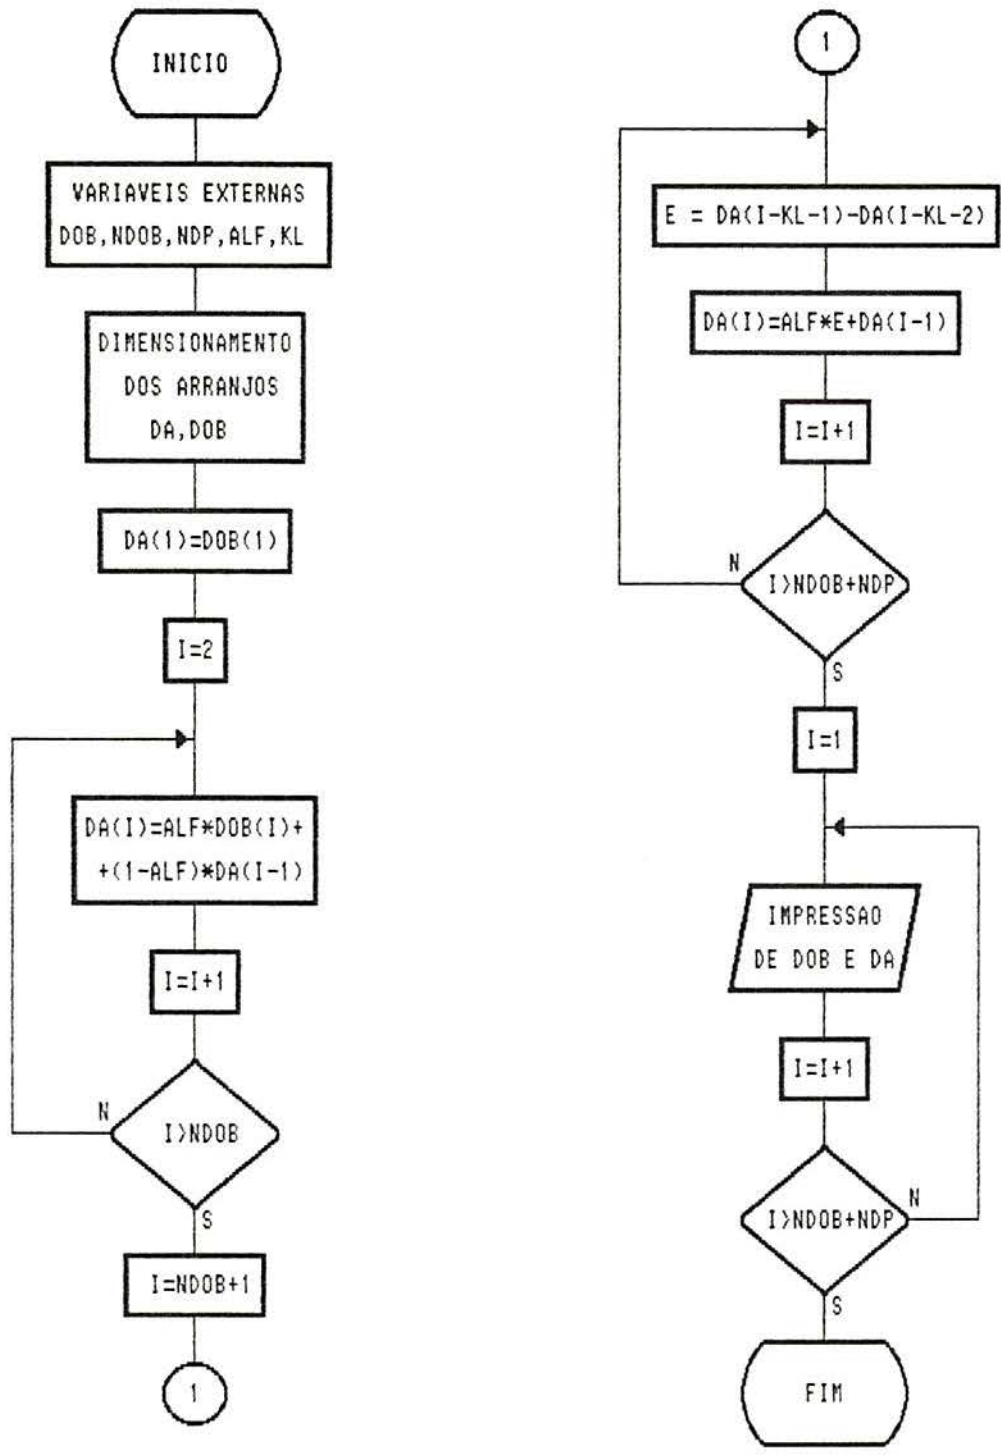 INICIO
VARIAVEIS EXTERNAS
DOB,NDOB,NDP,ALF,KL
DIMENSIONAMENTO
DOS ARRANJOS
DA,DOB
DA(1)=DOB(1)
I=2
DA(I)=ALF*DOB(I)+
+(1-ALF)*DA(I-1)
I=I+1
N
I>NDOB
S
I=NDOB+1
1
1
E = DA(I-KL-1)-DA(I-KL-2)
DA(I)=ALF*E+DA(I-1)
I=I+1
N
I>NDOB+NDP
S
I=1
IMPRESSAO
DE DOB E DA
I=I+1
N
I>NDOB+NDP
S
FIM